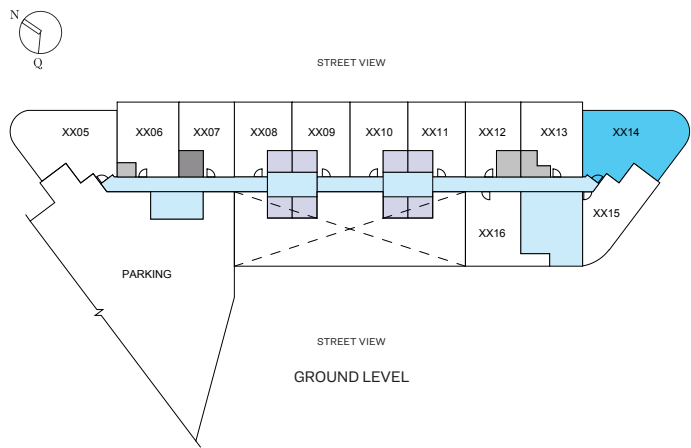 N
Q
STREET VIEW
XX05 XX06 XX07 XX08 XX09 XX10 XX11 XX12 XX13 XX14
XX15
XX16
PARKING
STREET VIEW
GROUND LEVEL